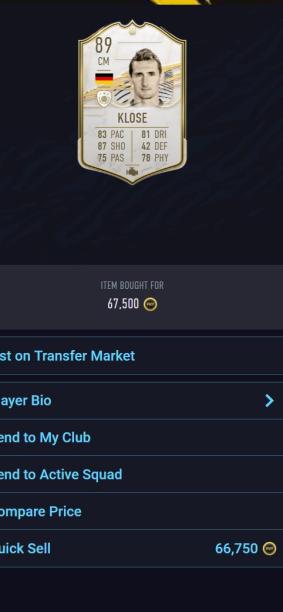 89
CM
KLOSE
83 PAC 81 DRI
87 SHO 42 DEF
75 PAS 78 PHY
ITEM BOUGHT FOR
67,500
st on Transfer Market
ayer Bio
end to My Club
end to Active Squad
ompare Price
uick Sell 66,750